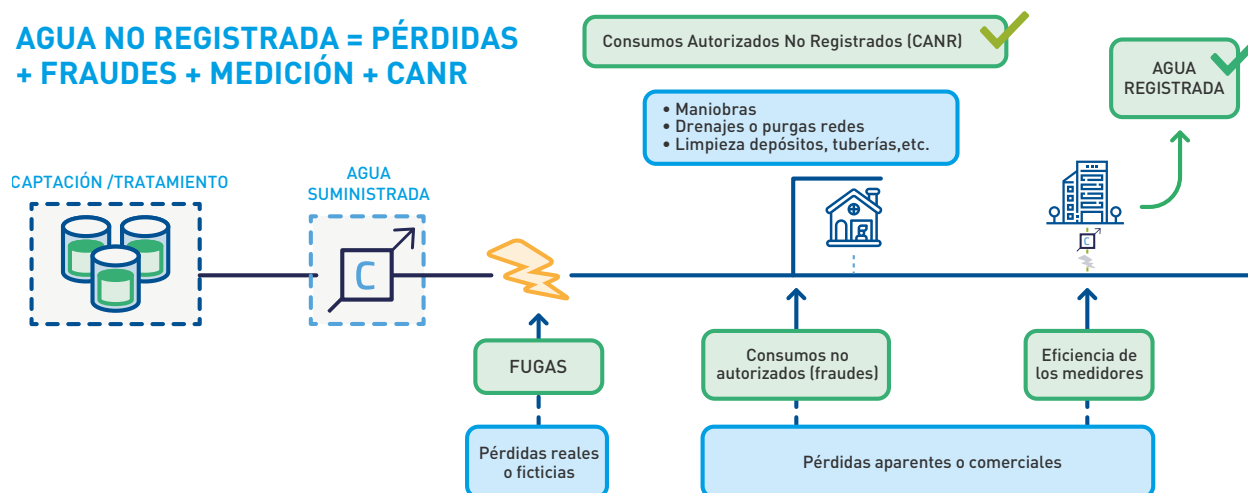 AGUA NO REGISTRADA = PÉRDIDAS
+ FRAUDES + MEDICIÓN + CANR
Consumos Autorizados No Registrados (CANR)
AGUA
REGISTRADA
• Maniobras
• Drenajes o purgas redes
• Limpieza depósitos, tuberías,etc.
CAPTACIÓN /TRATAMIENTO
AGUA
SUMINISTRADA
C
C
FUGAS
Consumos no
autorizados (fraudes)
Eficiencia de
los medidores
Pérdidas reales
o ficticias
Pérdidas aparentes o comerciales